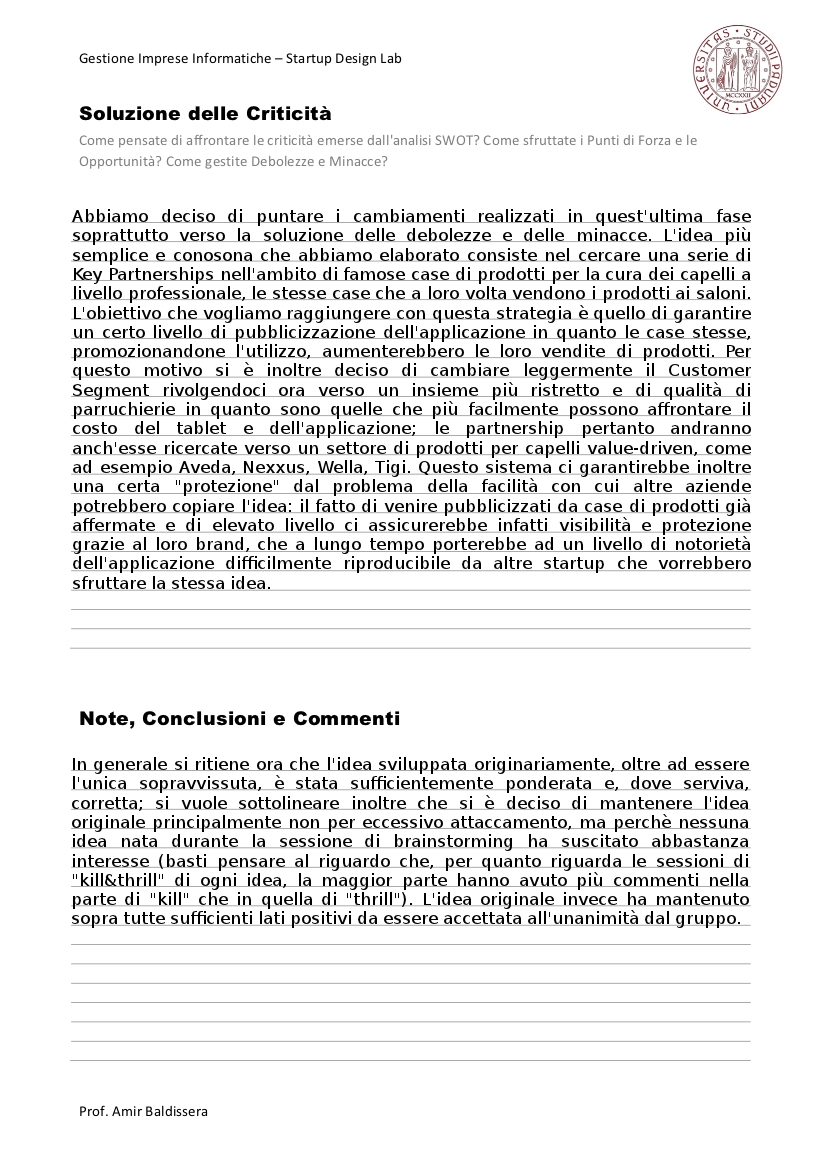 Gestione Imprese Informatiche – Startup Design Lab
UNIVERSITAS • STUDII PADUANI •
MCCXXII
Soluzione delle Criticità
Come pensate di affrontare le criticità emerse dall'analisi SWOT? Come sfruttate i Punti di Forza e le
Opportunità? Come gestite Debolezze e Minacce?
Abbiamo deciso di puntare i cambiamenti realizzati in quest'ultima fase
soprattutto verso la soluzione delle debolezze e delle minacce. L'idea più
semplice e conosona che abbiamo elaborato consiste nel cercare una serie di
Key Partnerships nell'ambito di famose case di prodotti per la cura dei capelli a
livello professionale, le stesse case che a loro volta vendono i prodotti ai saloni.
L'obiettivo che vogliamo raggiungere con questa strategia è quello di garantire
un certo livello di pubblicizzazione dell'applicazione in quanto le case stesse,
promozionandone l'utilizzo, aumenterebbero le loro vendite di prodotti. Per
questo motivo si è inoltre deciso di cambiare leggermente il Customer
Segment rivolgendoci ora verso un insieme più ristretto e di qualità di
parruchierie in quanto sono quelle che più facilmente possono affrontare il
costo del tablet e dell'applicazione; le partnership pertanto andranno
anch'esse ricercate verso un settore di prodotti per capelli value-driven, come
ad esempio Aveda, Nexxus, Wella, Tigi. Questo sistema ci garantirebbe inoltre
una certa "protezione" dal problema della facilità con cui altre aziende
potrebbero copiare l'idea: il fatto di venire pubblicizzati da case di prodotti già
affermate e di elevato livello ci assicurerebbe infatti visibilità e protezione
grazie al loro brand, che a lungo tempo porterebbe ad un livello di notorietà
dell'applicazione difficilmente riproducibile da altre startup che vorrebbero
sfruttare la stessa idea.
Note, Conclusioni e Commenti
In generale si ritiene ora che l'idea sviluppata originariamente, oltre ad essere
l'unica sopravvissuta, è stata sufficientemente ponderata e, dove serviva,
corretta; si vuole sottolineare inoltre che si è deciso di mantenere l'idea
originale principalmente non per eccessivo attaccamento, ma perchè nessuna
idea nata durante la sessione di brainstorming ha suscitato abbastanza
interesse (basti pensare al riguardo che, per quanto riguarda le sessioni di
"kill&thrill" di ogni idea, la maggior parte hanno avuto più commenti nella
parte di "kill" che in quella di "thrill"). L'idea originale invece ha mantenuto
sopra tutte sufficienti lati positivi da essere accettata all'unanimità dal gruppo.
Prof. Amir Baldissera